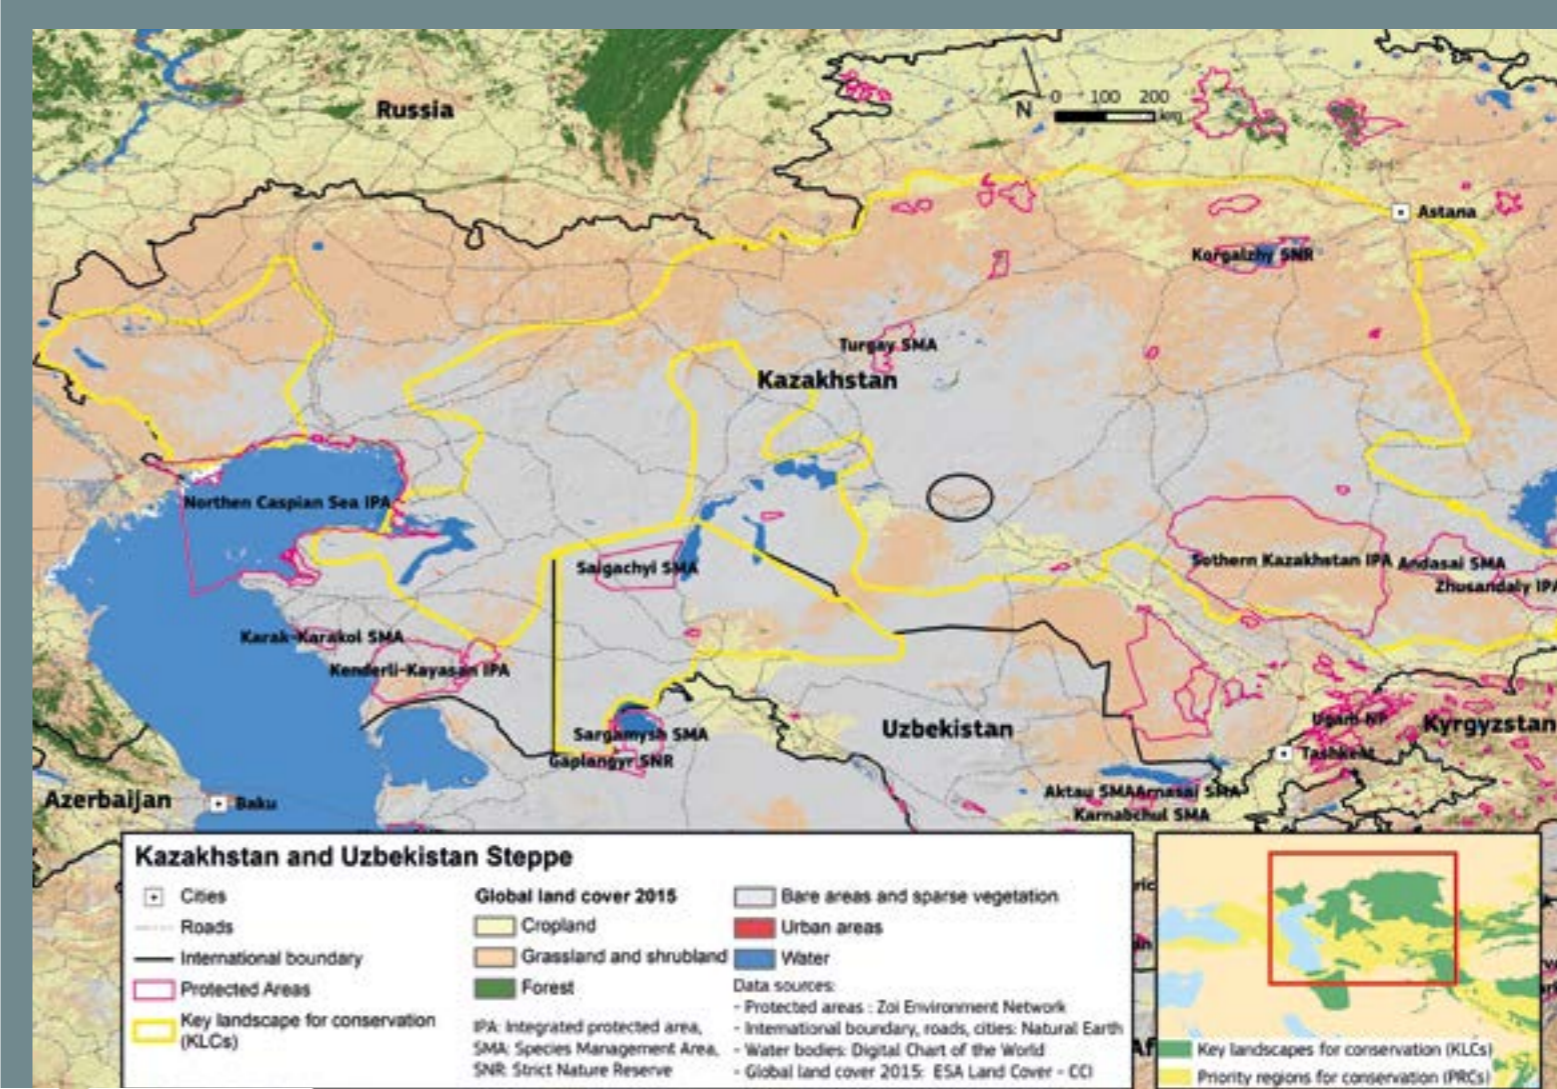 Russia
N
0 100 200
km
Astana
Korgalzhy SNR
Turgay SMA
Kazakhstan
Northen Caspian Sea IPA
Saigachyi SMA
Sothern Kazakhstan IPA
Andasai SMA
Zhusandaly IPA
Karak-Karakol SMA
Kenderli-Kayasan IPA
Sargamysh SMA
Gaplangyr SNR
Uzbekistan
Ugam NP
Kyrgyzstan
Tashkent
Azerbaijan
Baku
Aktau SMA
Arnasai SMA
Karnabchul SMA
Kazakhstan and Uzbekistan Steppe
Cities
Roads
International boundary
Protected Areas
Key landscape for conservation
(KLCs)
Global land cover 2015
Cropland
Grassland and shrubland
Forest
IPA: Integrated protected area,
SMA: Species Management Area,
SNR: Strict Nature Reserve
Bare areas and sparse vegetation
Urban areas
Water
Data sources:
- Protected areas : Zoi Environment Network
- International boundary, roads, cities: Natural Earth
- Water bodies: Digital Chart of the World
- Global land cover 2015: ESA Land Cover - CCI
Key landscapes for conservation (KLCs)
Priority regions for conservation (PRCs)